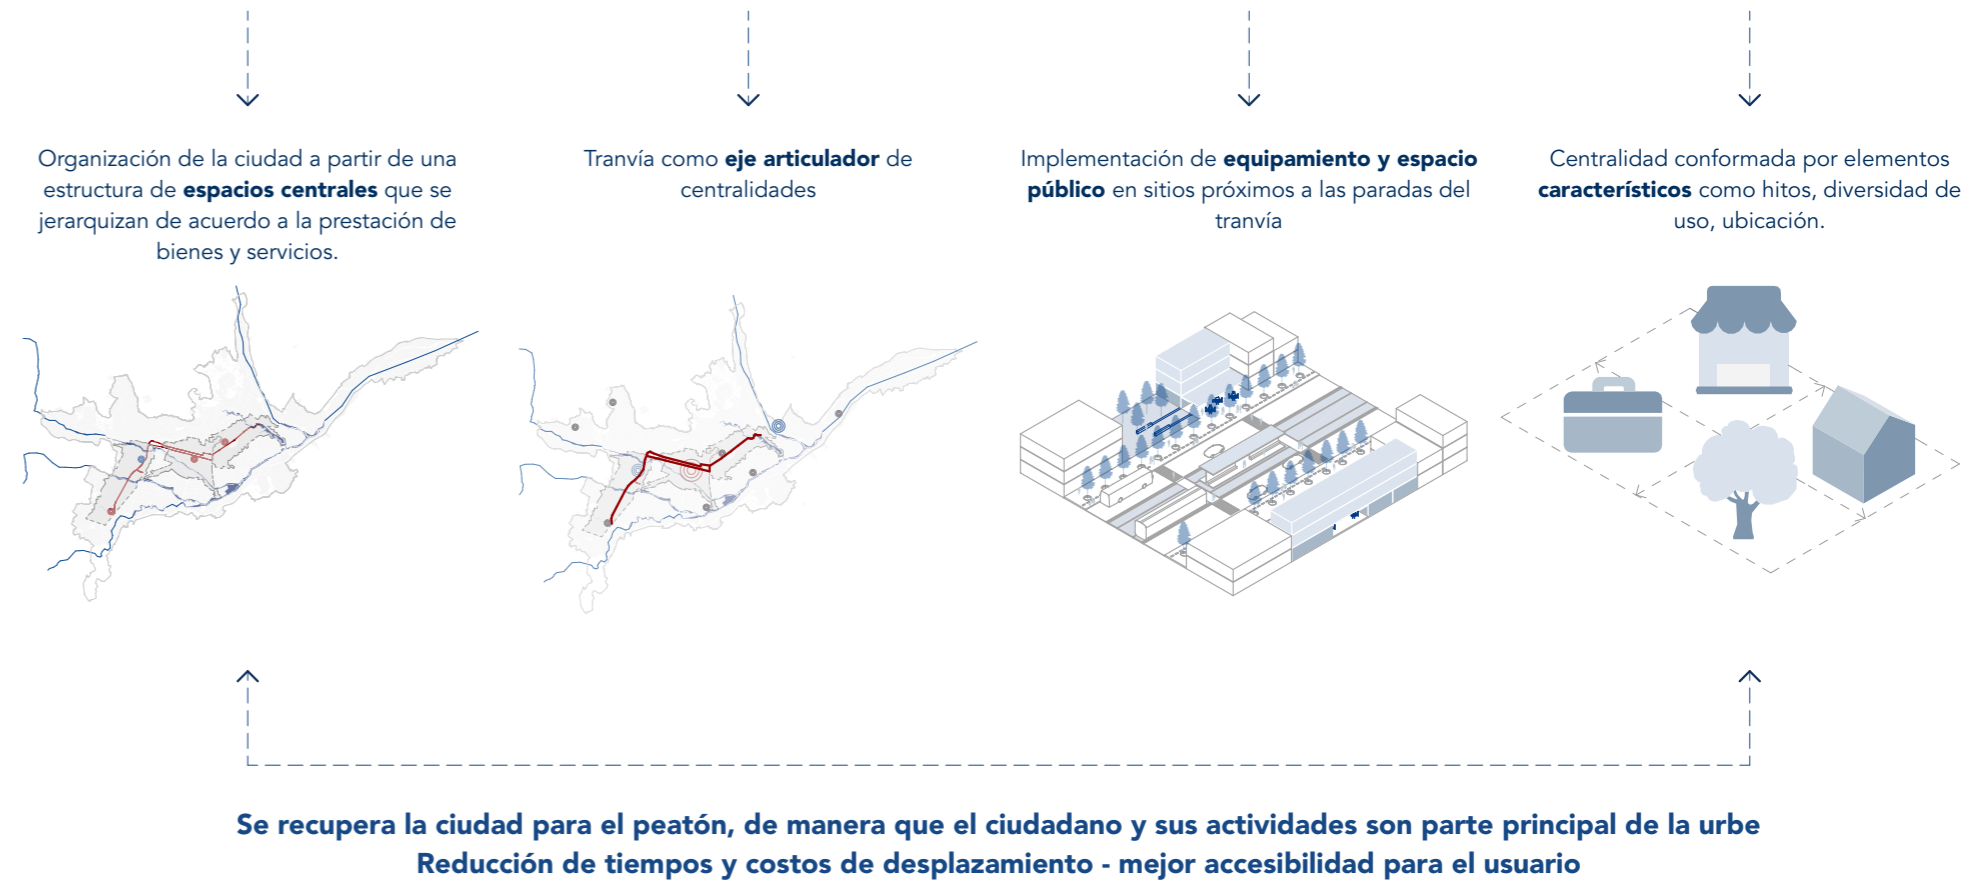 Organización de la ciudad a partir de una
estructura de espacios centrales que se
jerarquizan de acuerdo a la prestación de
bienes y servicios.
Tranvía como eje articulador de
centralidades
Implementación de equipamiento y espacio
público en sitios próximos a las paradas del
tranvía
Centralidad conformada por elementos
característicos como hitos, diversidad de
uso, ubicación.
Se recupera la ciudad para el peatón, de manera que el ciudadano y sus actividades son parte principal de la urbe
Reducción de tiempos y costos de desplazamiento - mejor accesibilidad para el usuario